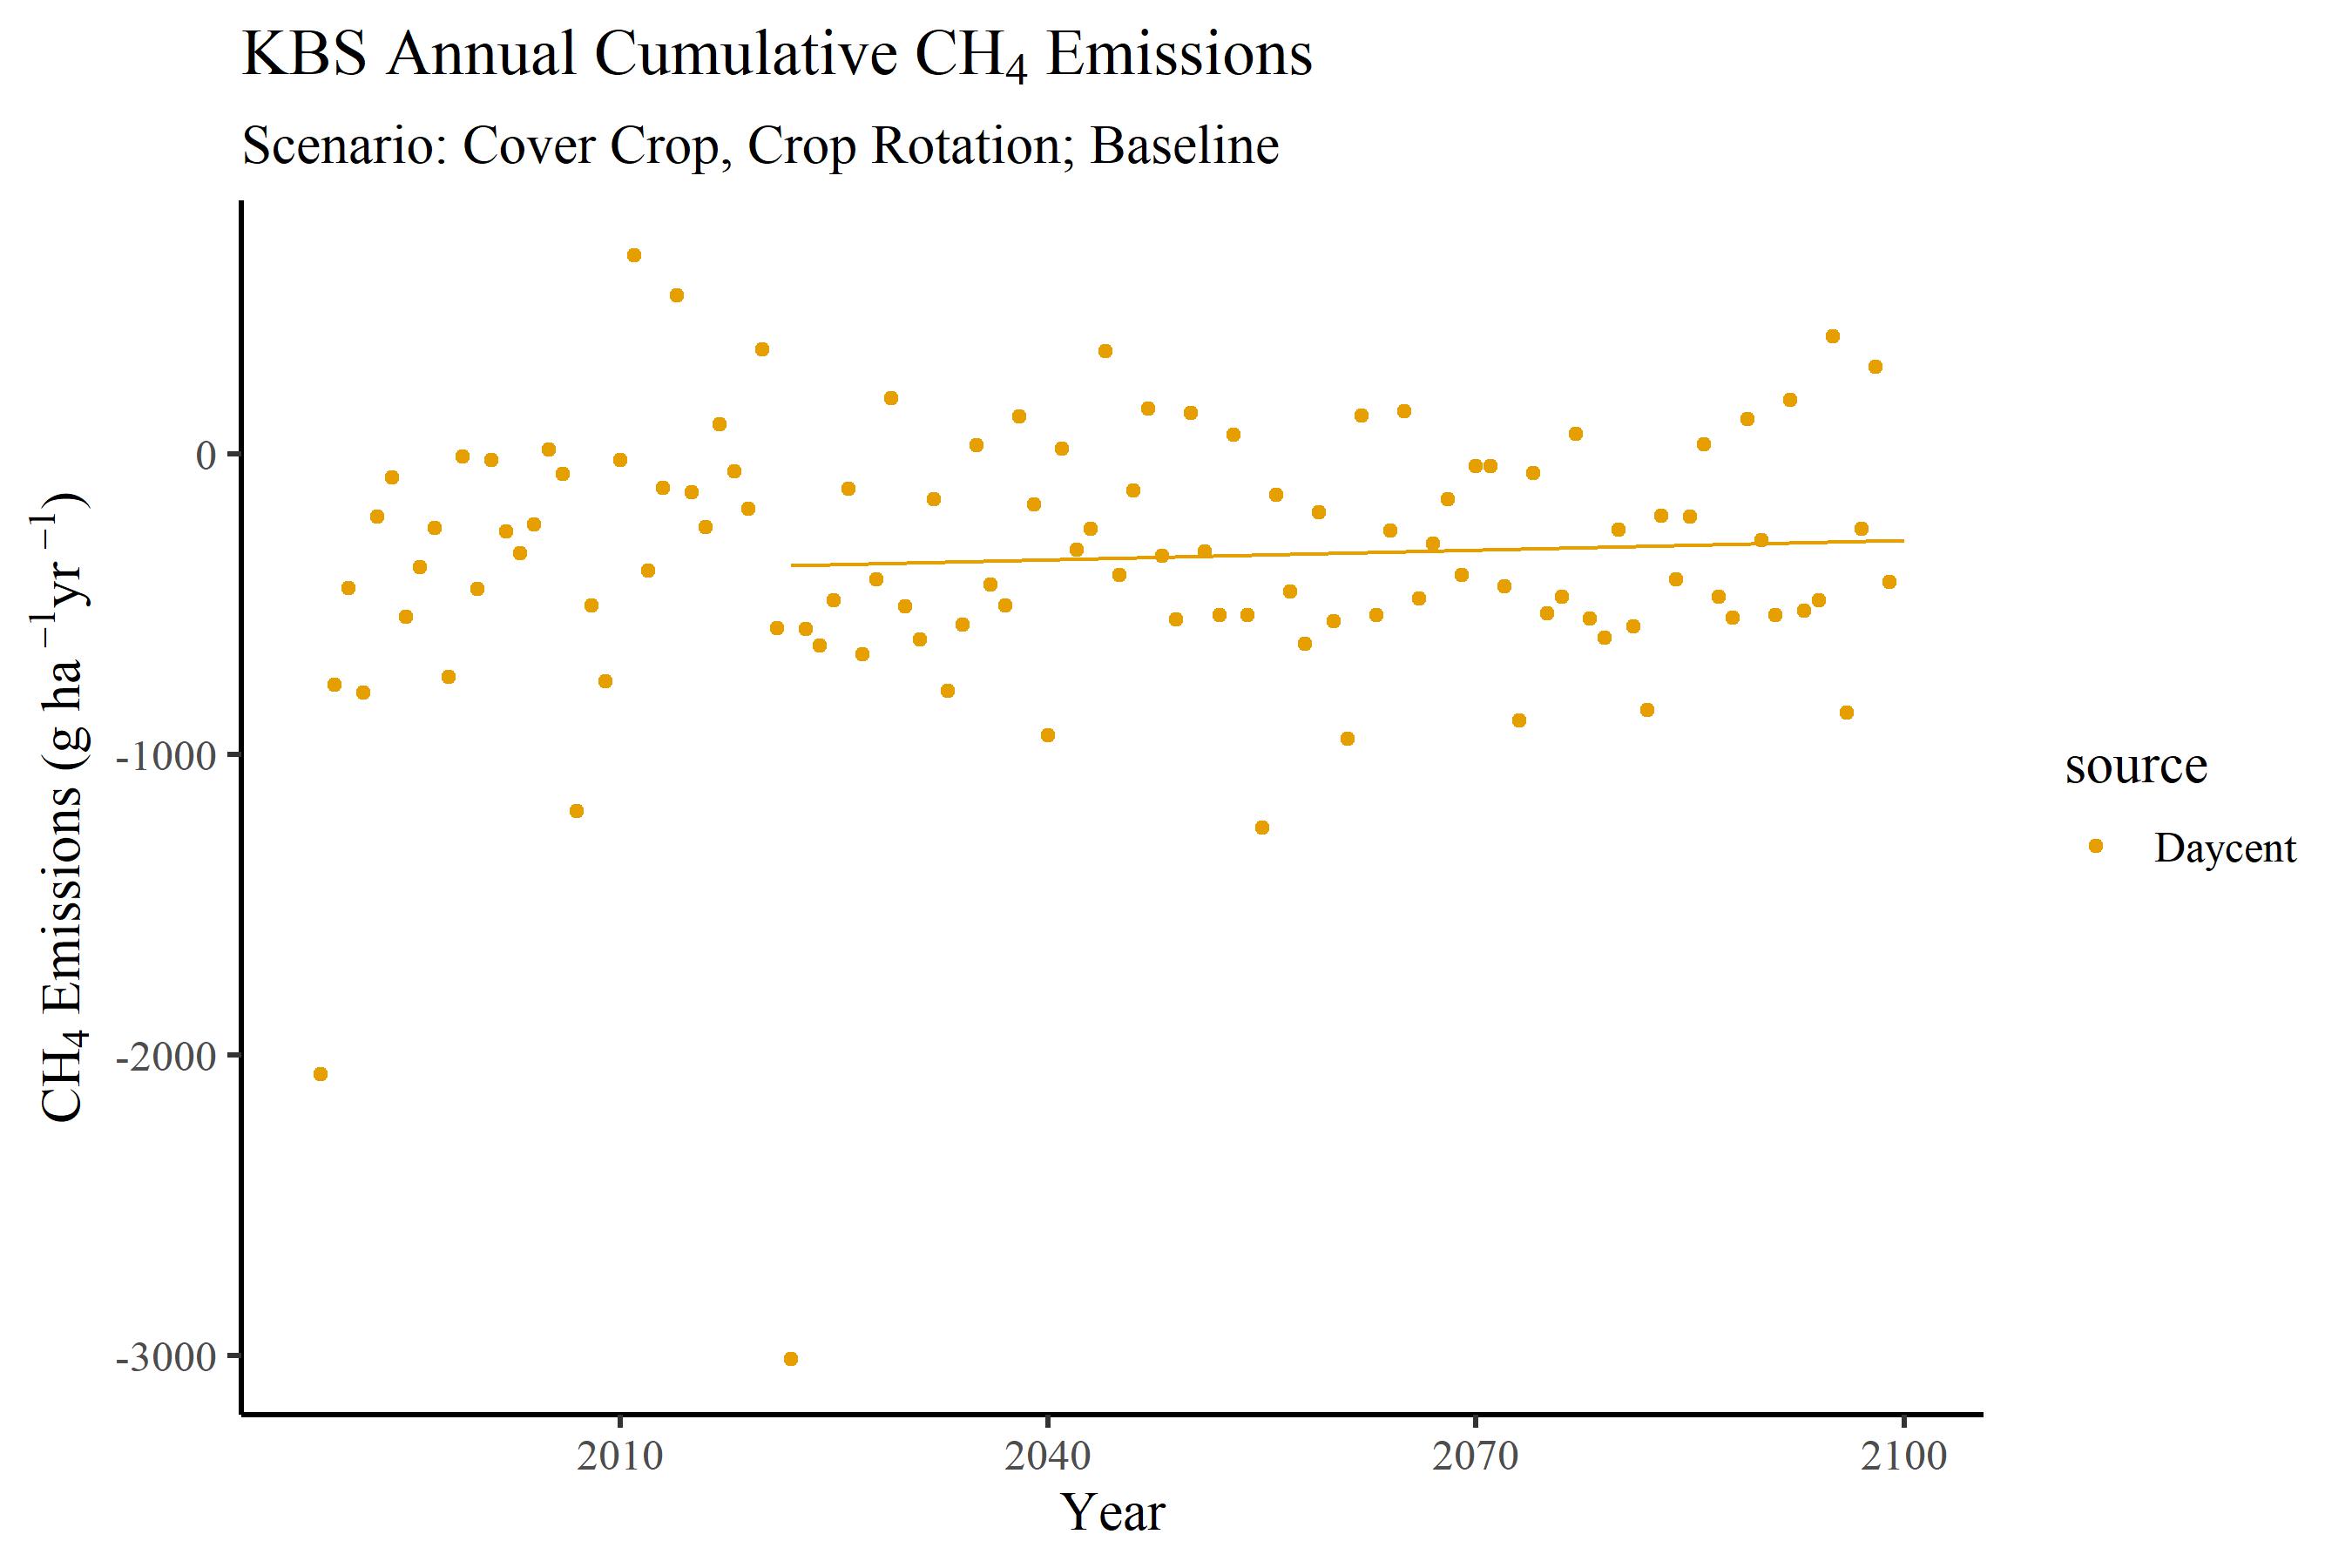 KBS Annual Cumulative CH₄ Emissions
Scenario: Cover Crop, Crop Rotation; Baseline
CH₄ Emissions (g ha⁻¹yr⁻¹)
0
-1000
-2000
-3000
2010 2040 2070 2100
Year
source
Daycent